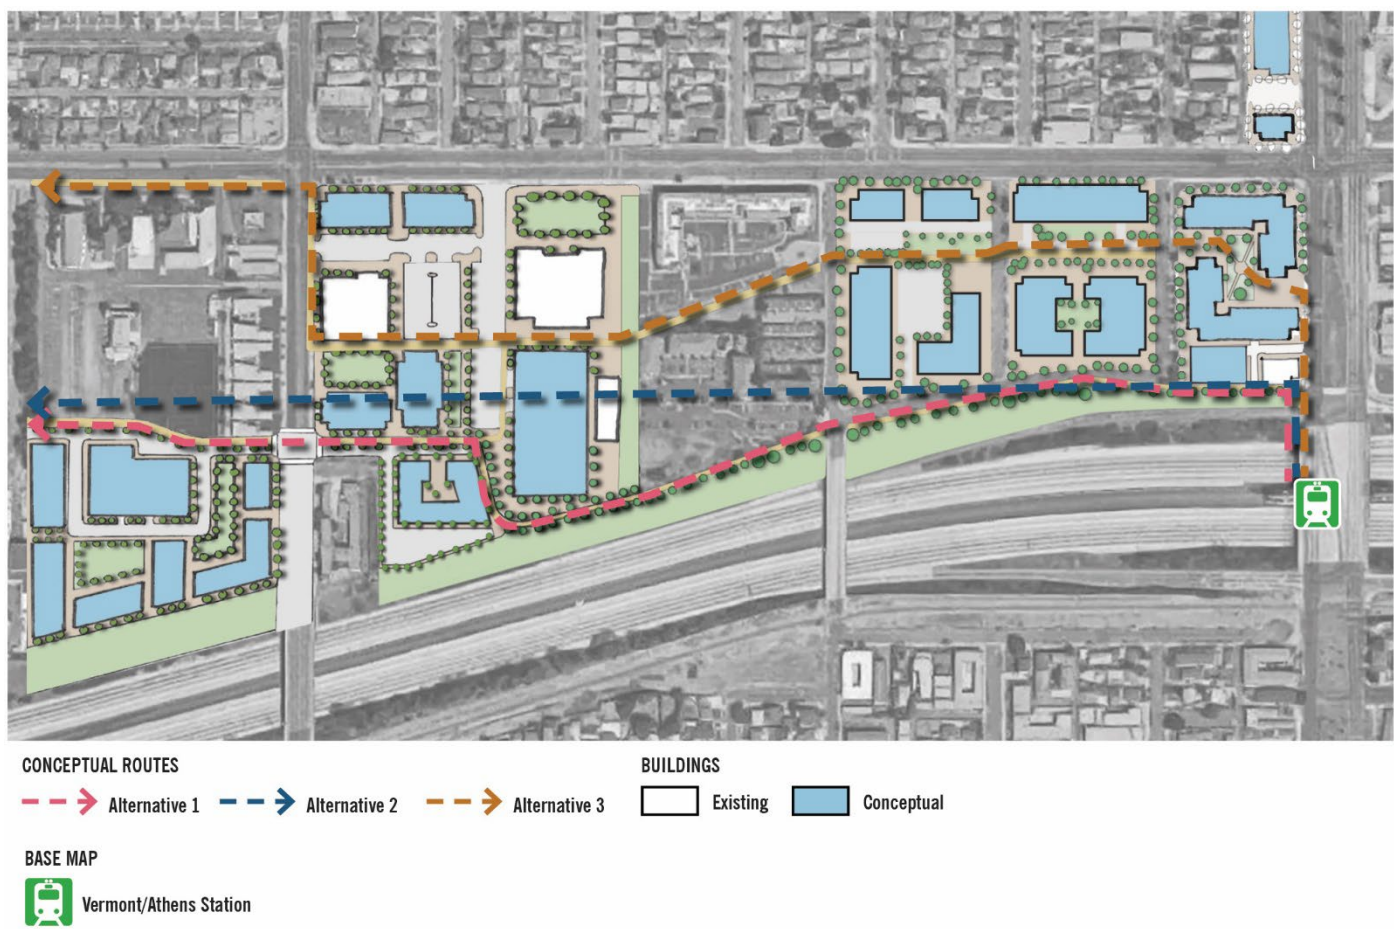 CONCEPTUAL ROUTES
Alternative 1
Alternative 2
Alternative 3
BUILDINGS
Existing
Conceptual
BASE MAP
Vermont/Athens Station